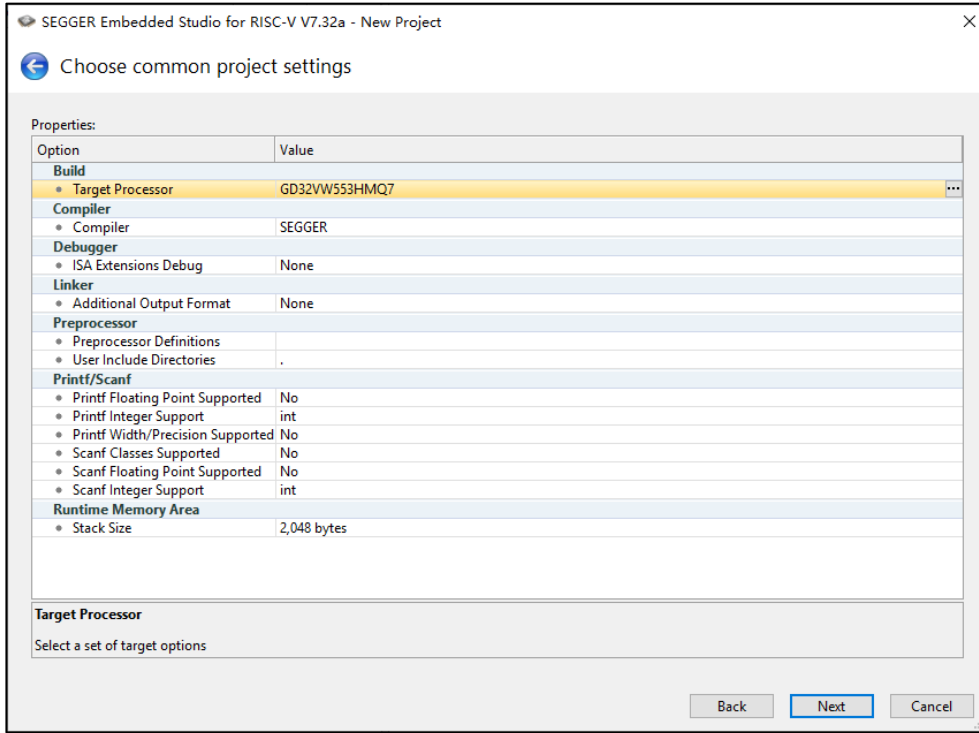 SEGGER Embedded Studio for RISC-V V7.32a - New Project
Choose common project settings
Properties:
Option Value
Build
Target Processor GD32VW553HMQ7 ...
Compiler
Compiler SEGGER
Debugger
ISA Extensions Debug None
Linker
Additional Output Format None
Preprocessor
Preprocessor Definitions
User Include Directories .
Printf/Scanf
Printf Floating Point Supported No
Printf Integer Support int
Printf Width/Precision Supported No
Scanf Classes Supported No
Scanf Floating Point Supported No
Scanf Integer Support int
Runtime Memory Area
Stack Size 2,048 bytes
Target Processor
Select a set of target options
Back Next Cancel